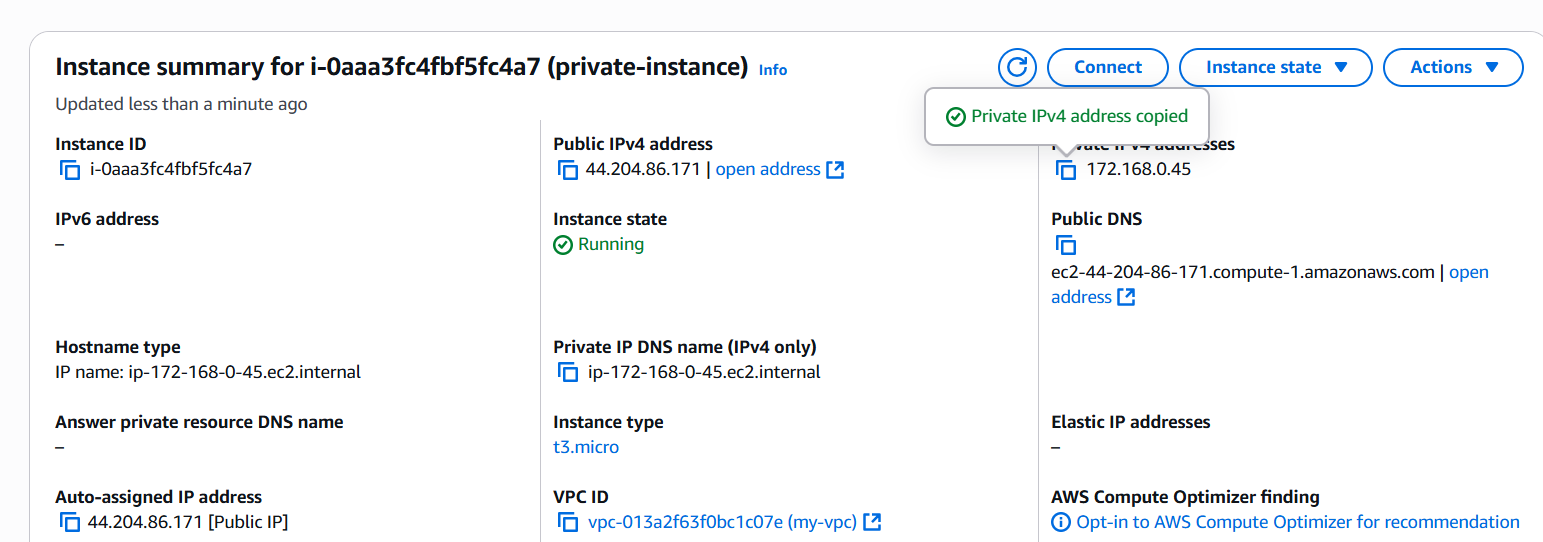 Instance summary for i-0aaa3fc4fbf5fc4a7 (private-instance) Info
Connect
Instance state
Actions
Updated less than a minute ago
Private IPv4 address copied
Instance ID
i-0aaa3fc4fbf5fc4a7
Public IPv4 address
44.204.86.171 | open address
Private IPv4 addresses
172.168.0.45
IPv6 address
–
Instance state
Running
Public DNS
ec2-44-204-86-171.compute-1.amazonaws.com | open
address
Hostname type
IP name: ip-172-168-0-45.ec2.internal
Private IP DNS name (IPv4 only)
ip-172-168-0-45.ec2.internal
Answer private resource DNS name
–
Instance type
t3.micro
Elastic IP addresses
–
Auto-assigned IP address
44.204.86.171 [Public IP]
VPC ID
vpc-013a2f63f0bc1c07e (my-vpc)
AWS Compute Optimizer finding
Opt-in to AWS Compute Optimizer for recommendation